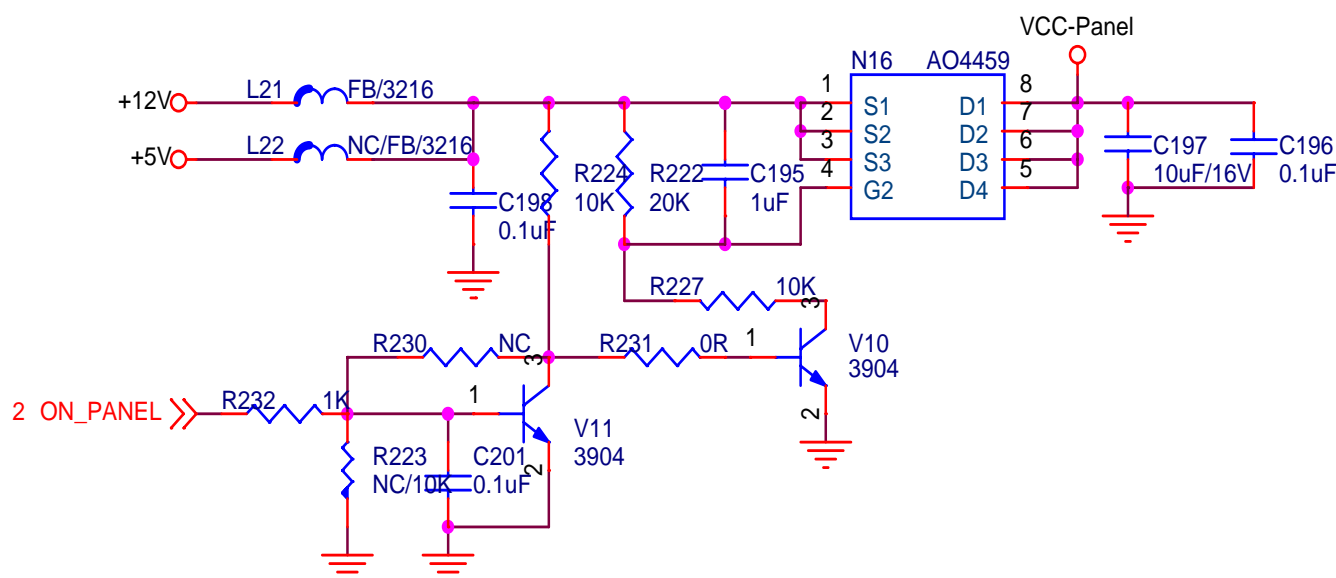 VCC-Panel
N16 AO4459
+12V L21 FB/3216
+5V L22 NC/FB/3216
1 S1 D1 8
2 S2 D2 7
3 S3 D3 6
4 G2 D4 5
C198
0.1uF
R224
10K
R222
20K
C195
1uF
C197
10uF/16V
C196
0.1uF
R227 10K
3
R230 NC
3
R231 0R
1
V10
3904
2
2 ON_PANEL
R232 1K
1
V11
3904
2
R223
NC/10K
C201
0.1uF